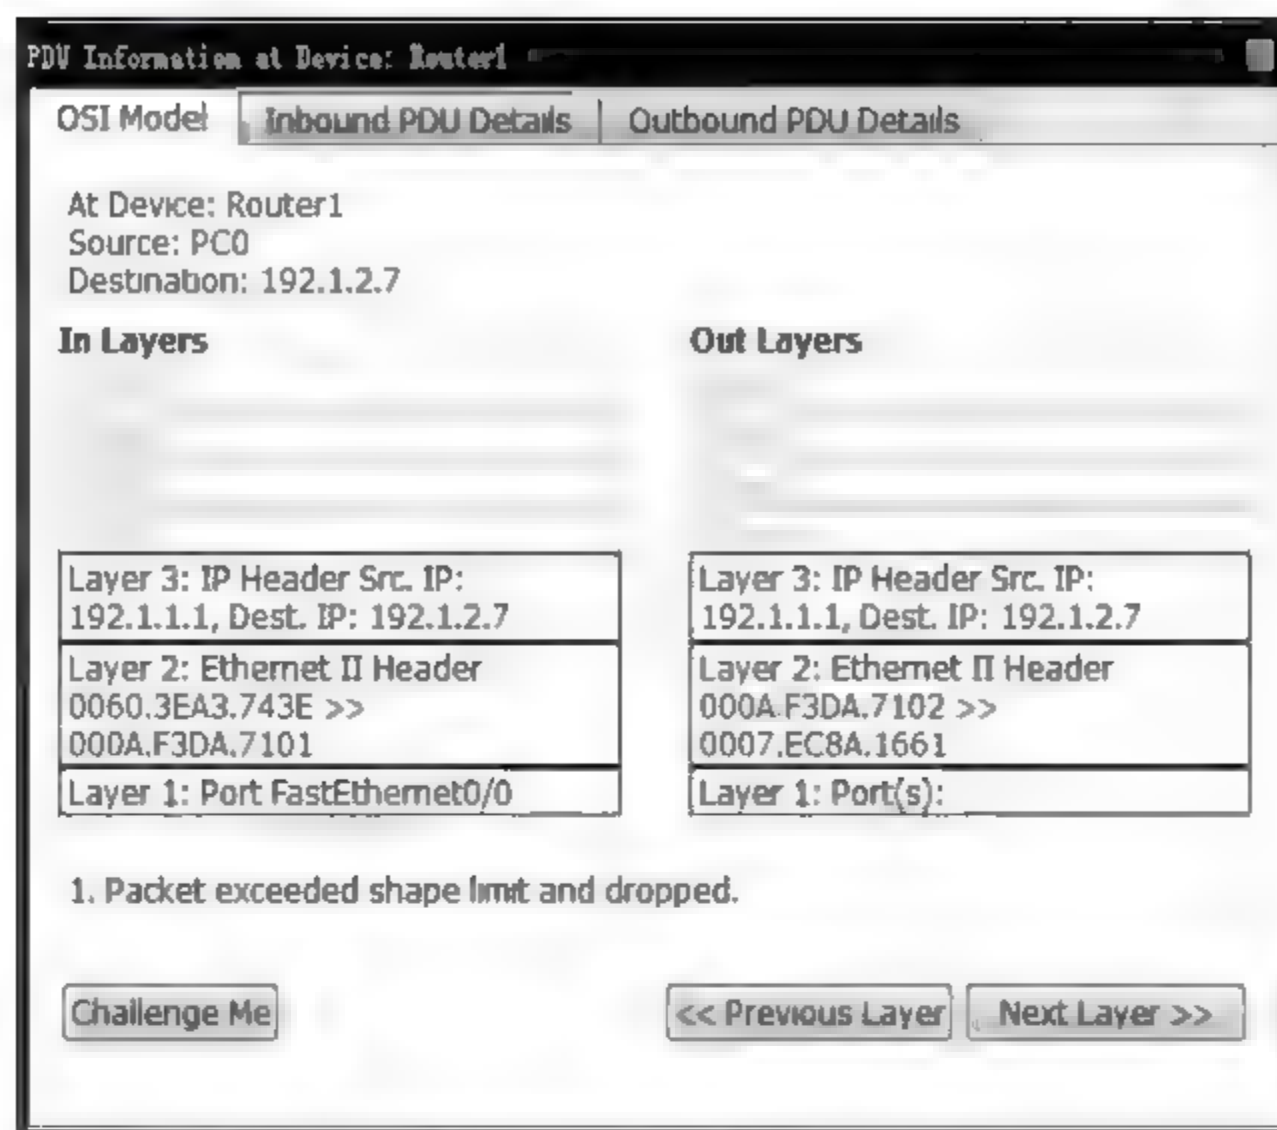 PDU Information at Device: Router1
OSI Model Inbound PDU Details Outbound PDU Details
At Device: Router1
Source: PC0
Destination: 192.1.2.7
In Layers Out Layers
Layer 3: IP Header Src. IP:
192.1.1.1, Dest. IP: 192.1.2.7
Layer 2: Ethernet II Header
0060.3EA3.743E >>
000A.F3DA.7101
Layer 1: Port FastEthernet0/0
Layer 3: IP Header Src. IP:
192.1.1.1, Dest. IP: 192.1.2.7
Layer 2: Ethernet II Header
000A.F3DA.7102 >>
0007.EC8A.1661
Layer 1: Port(s):
1. Packet exceeded shape limit and dropped.
Challenge Me << Previous Layer Next Layer >>